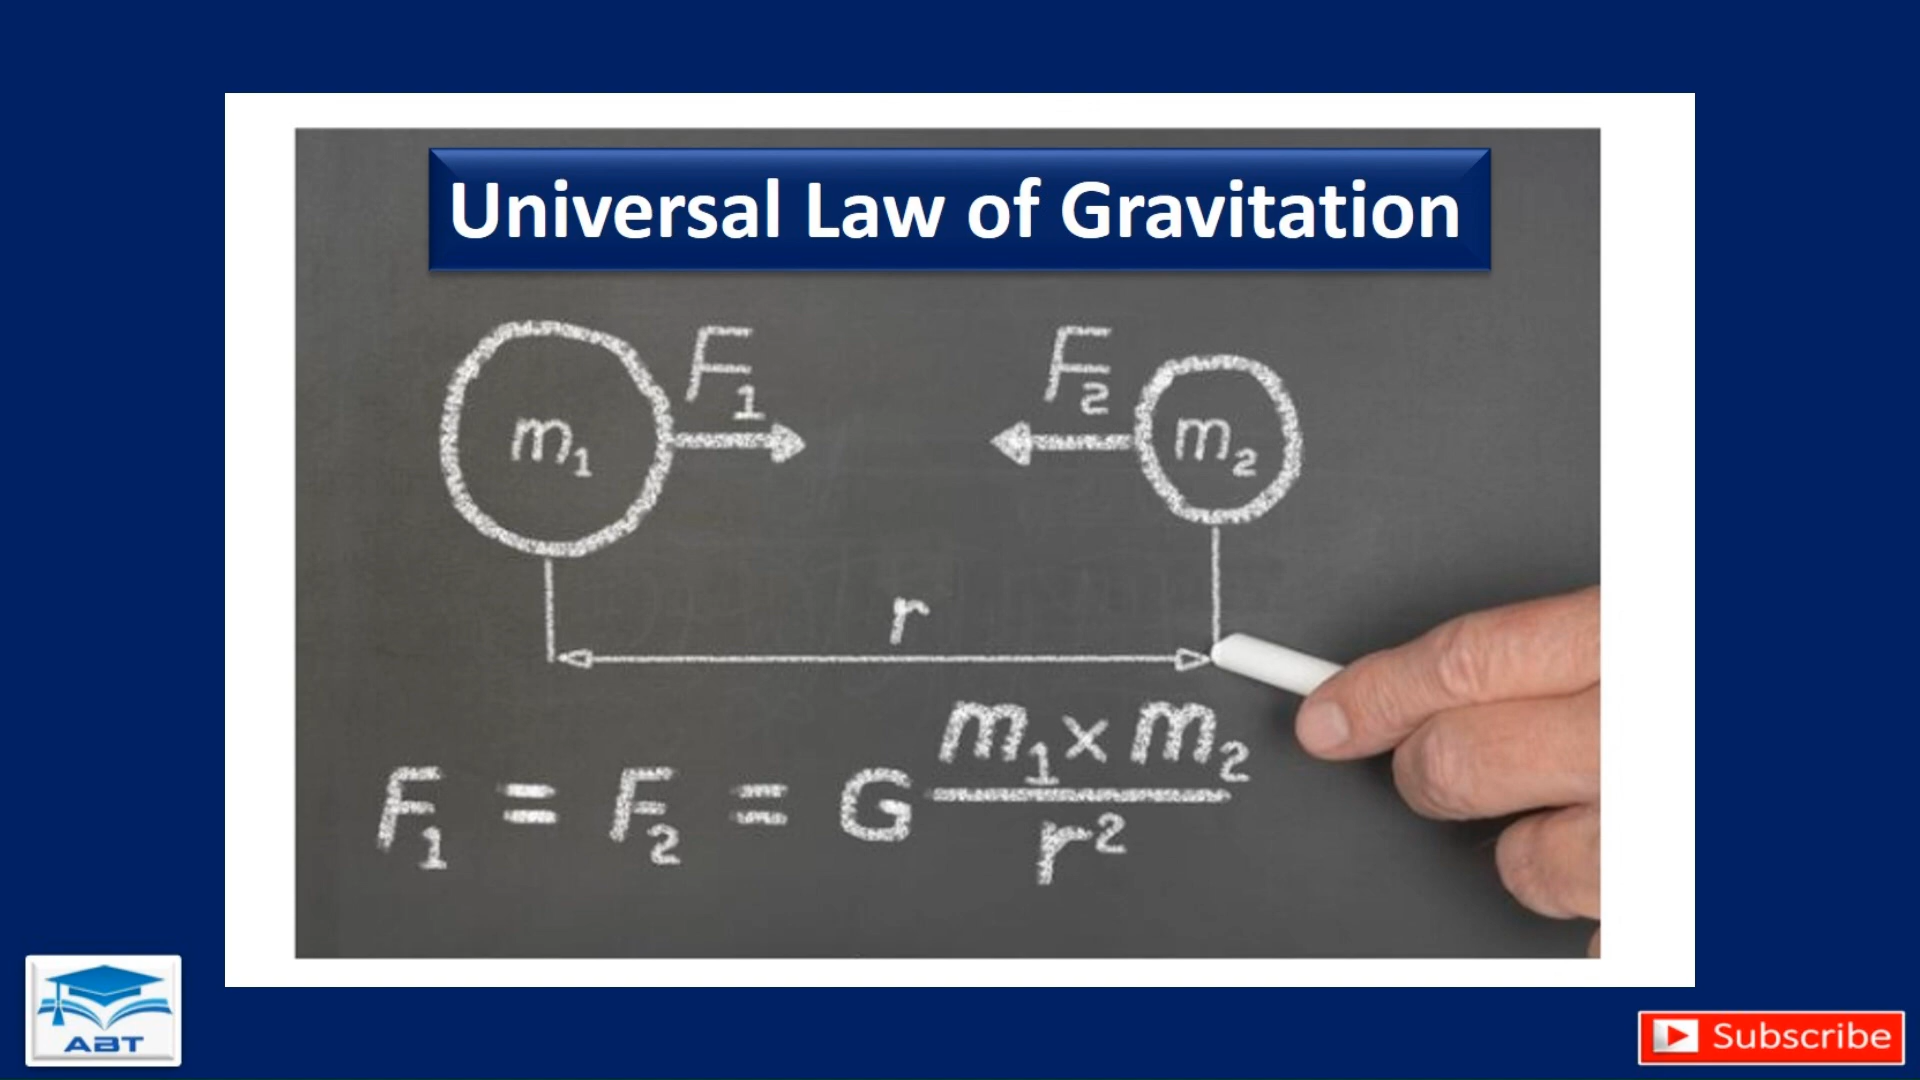 Universal Law of Gravitation
F₁ F₂
m₁ m₂
r
F₁ = F₂ = G m₁ x m₂ / r²
ABT
Subscribe